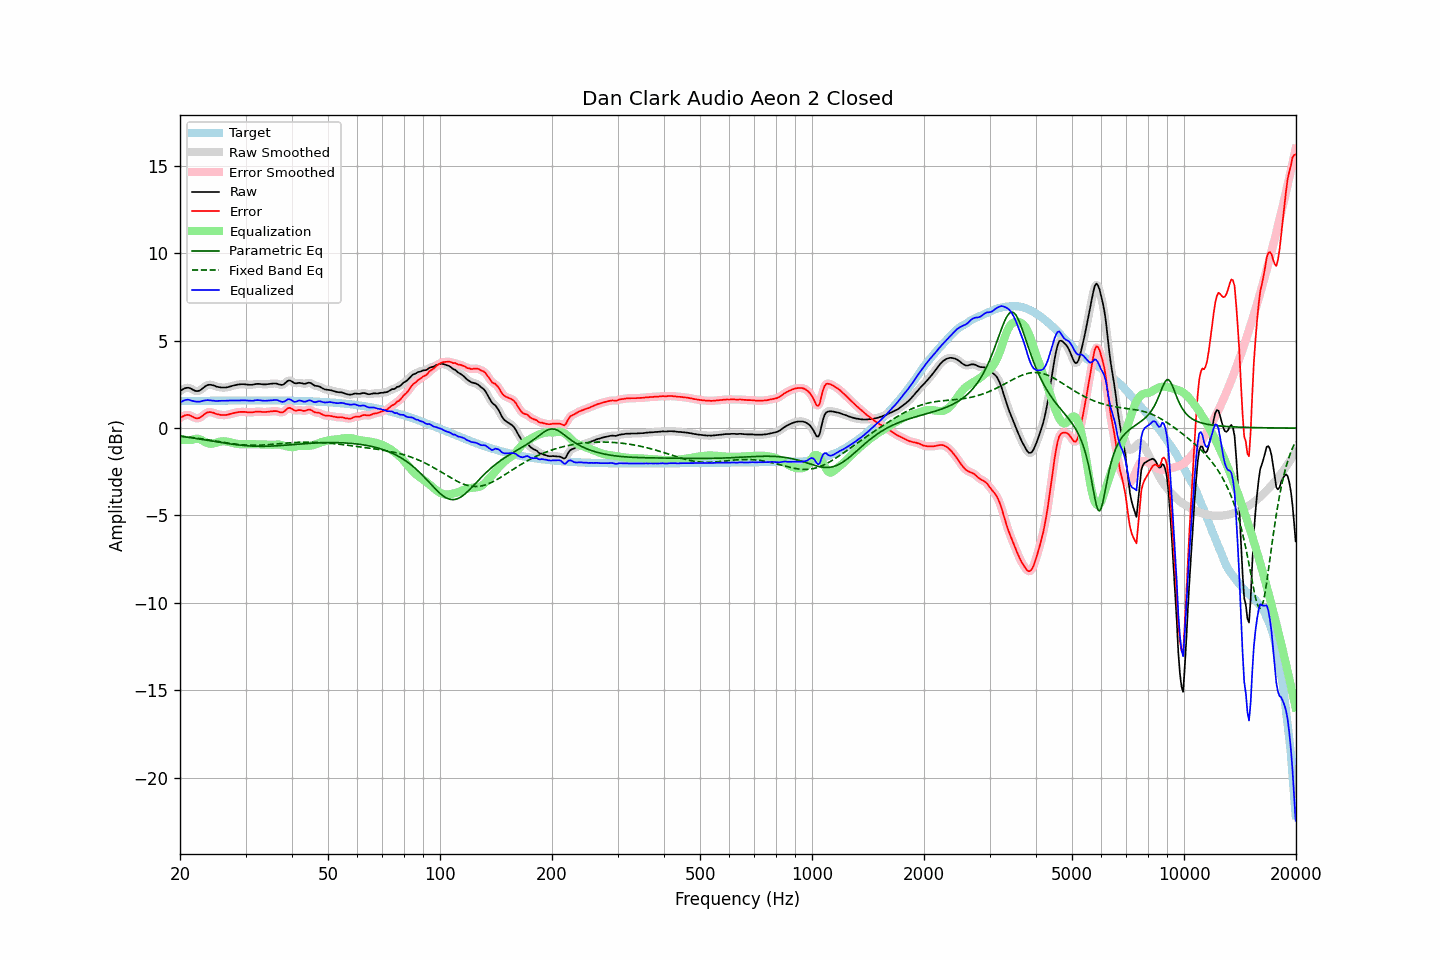 Dan Clark Audio Aeon 2 Closed
Target
Raw Smoothed
Error Smoothed
Raw
Error
Equalization
Parametric Eq
Fixed Band Eq
Equalized
15
10
5
0
−5
−10
−15
−20
Amplitude (dBr)
20
50
100
200
500
1000
2000
5000
10000
20000
Frequency (Hz)